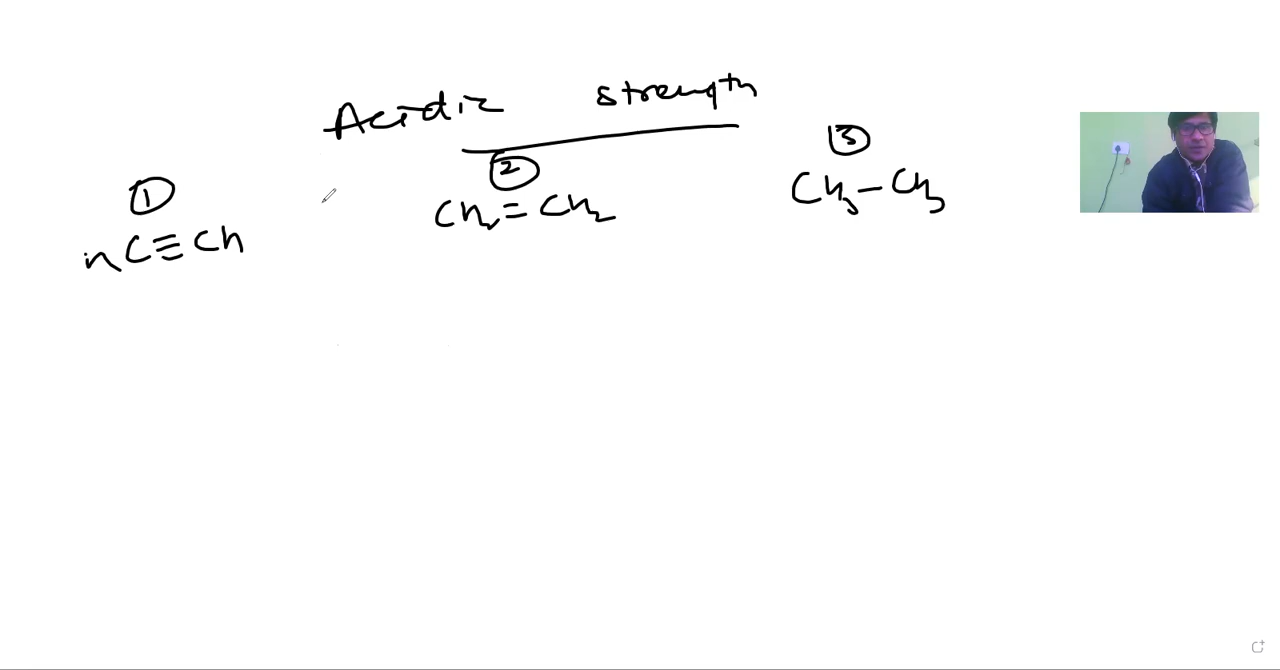 Acidic strength
① ② ③
HC≡CH CH₂=CH₂ CH₃-CH₃